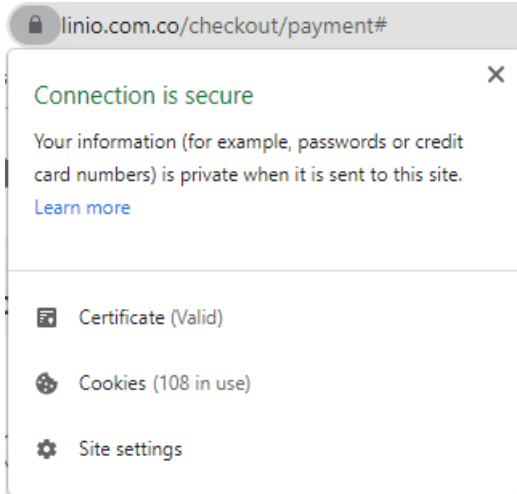 linio.com.co/checkout/payment#
Connection is secure
Your information (for example, passwords or credit
card numbers) is private when it is sent to this site.
Learn more
Certificate (Valid)
Cookies (108 in use)
Site settings